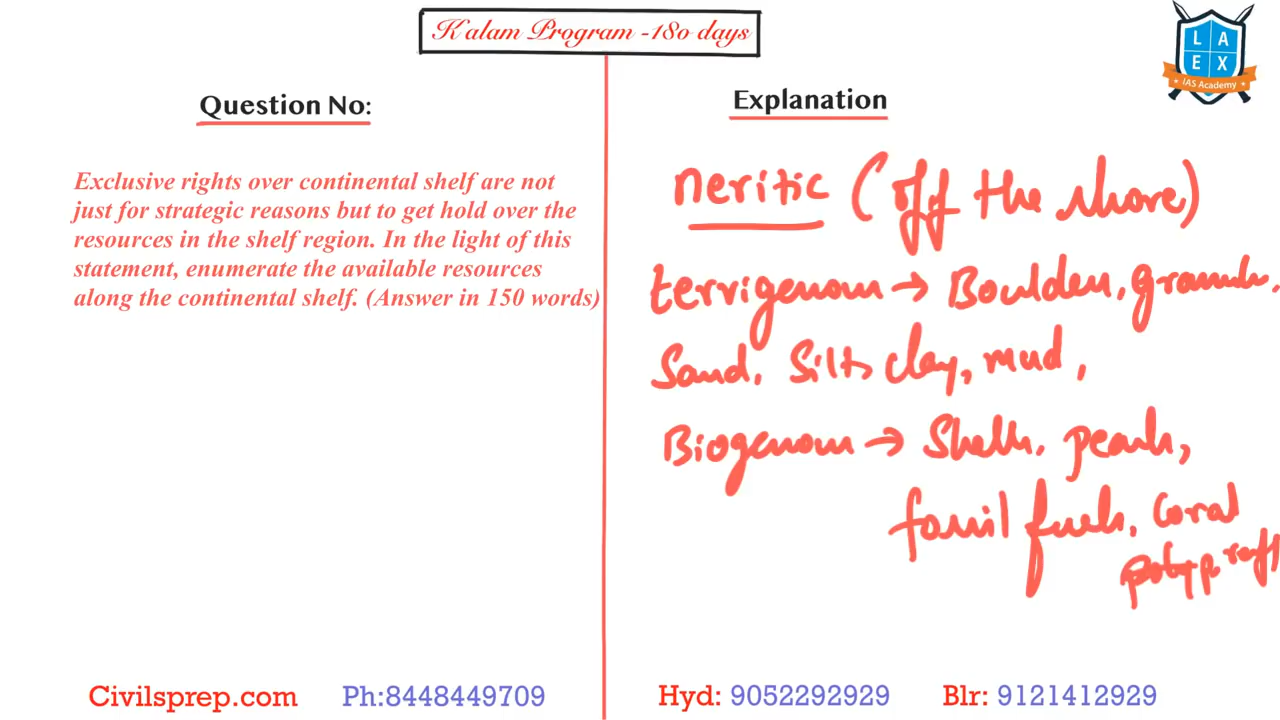 Kalam Program -180 days
L A
E X
IAS Academy
Question No:
Exclusive rights over continental shelf are not
just for strategic reasons but to get hold over the
resources in the shelf region. In the light of this
statement, enumerate the available resources
along the continental shelf. (Answer in 150 words)
Explanation
neritic (off the shore)
terrigenous → Boulders, granules,
Sand, Silts clay, mud,
Biogenous → Shells, pearls,
fossil fuels, Coral
Civilsprep.com Ph:8448449709
Hyd: 9052292929 Blr: 9121412929